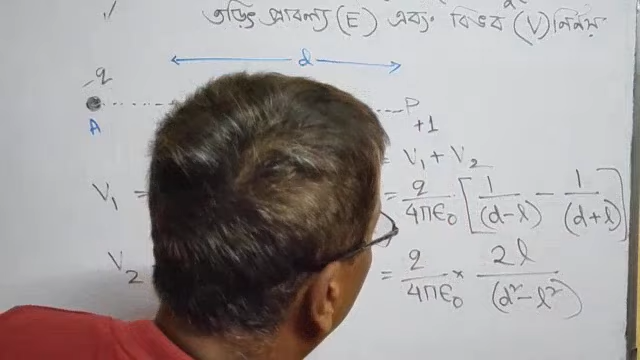 তড়িৎ প্রাবল্য (E) এবং বিভব (V) নির্ণয়
d
-q
P
A
+1
= V₁ + V₂
V₁ =
= q/4πε₀ [1/(d-l) - 1/(d+l)]
V₂
= q/4πε₀ × 2l/(d²-l²)